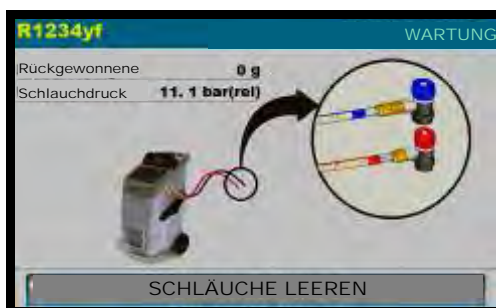 R1234yf
WARTUNG
Rückgewonnene 0 g
Schlauchdruck 11. 1 bar(rel)
SCHLÄUCHE LEEREN